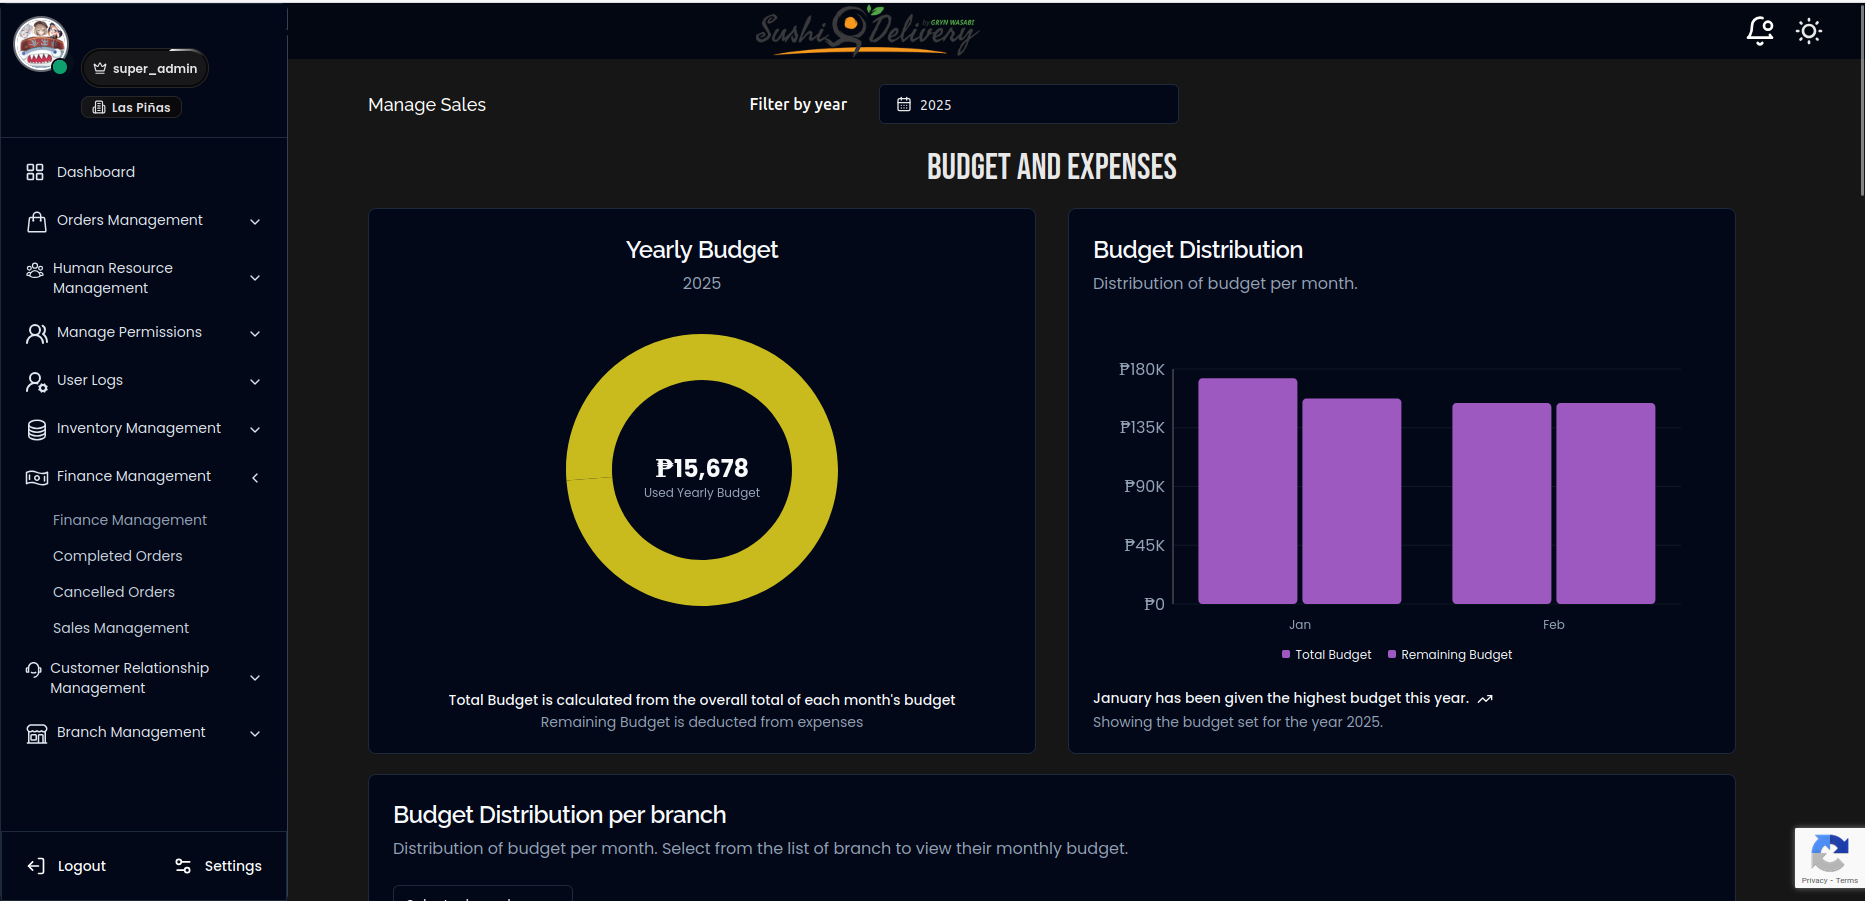 super_admin
Las Piñas
Dashboard
Orders Management
Human Resource
Management
Manage Permissions
User Logs
Inventory Management
Finance Management
Finance Management
Completed Orders
Cancelled Orders
Sales Management
Customer Relationship
Management
Branch Management
Logout
Settings
by GRYN WASABI
Sushi Delivery
Manage Sales
Filter by year
2025
BUDGET AND EXPENSES
Yearly Budget
2025
₱15,678
Used Yearly Budget
Total Budget is calculated from the overall total of each month's budget
Remaining Budget is deducted from expenses
Budget Distribution
Distribution of budget per month.
₱180K
₱135K
₱90K
₱45K
₱0
Jan
Feb
Total Budget
Remaining Budget
January has been given the highest budget this year.
Showing the budget set for the year 2025.
Budget Distribution per branch
Distribution of budget per month. Select from the list of branch to view their monthly budget.
Privacy - Terms